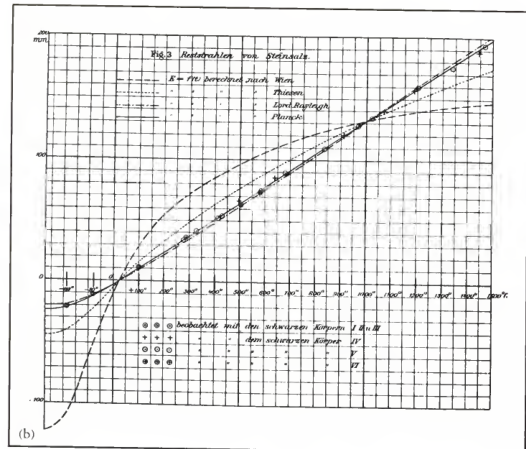 200
mm.
Fig. 3 Reststrahlen von Steinsalz.
E = f(t) berechnet nach Wien
" " " Thiesen
" " " Lord Rayleigh
" " " Planck
100
0
+100° 200° 300° 400° 500° 600° 700° 800° 900° 1000° 1100° 1200° 1300° 1400° 1500° C.
beobachtet mit den schwarzen Körpern I II u III
" " dem schwarzen Körper IV
" " " " V
" " " " VI
-100
(b)